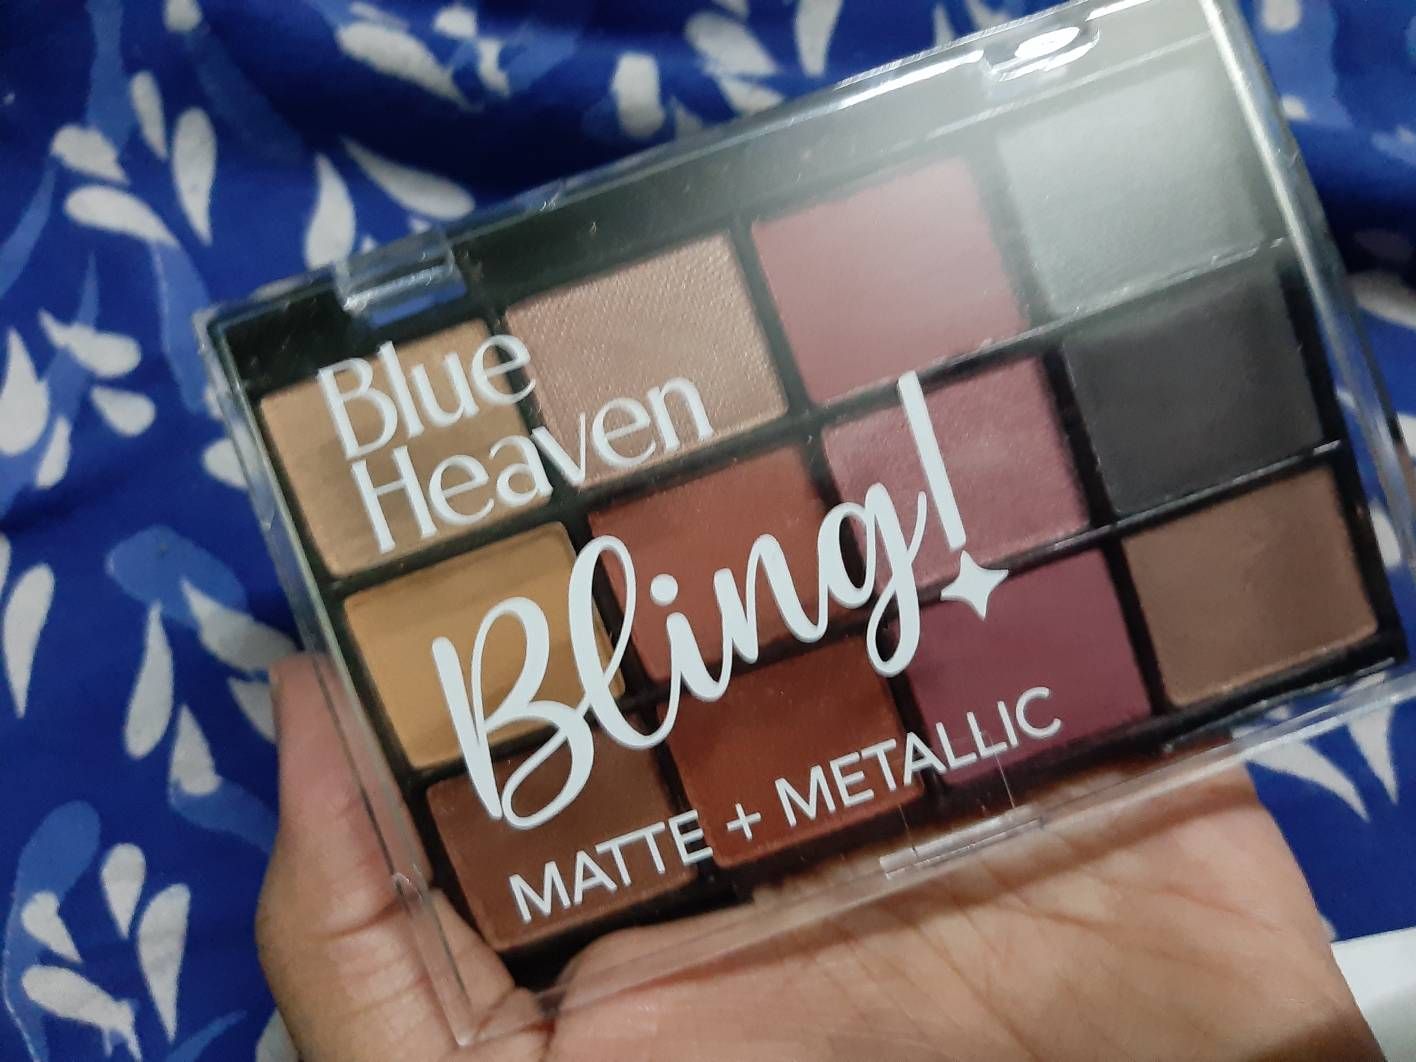 Blue
Heaven
Bling!
MATTE + METALLIC